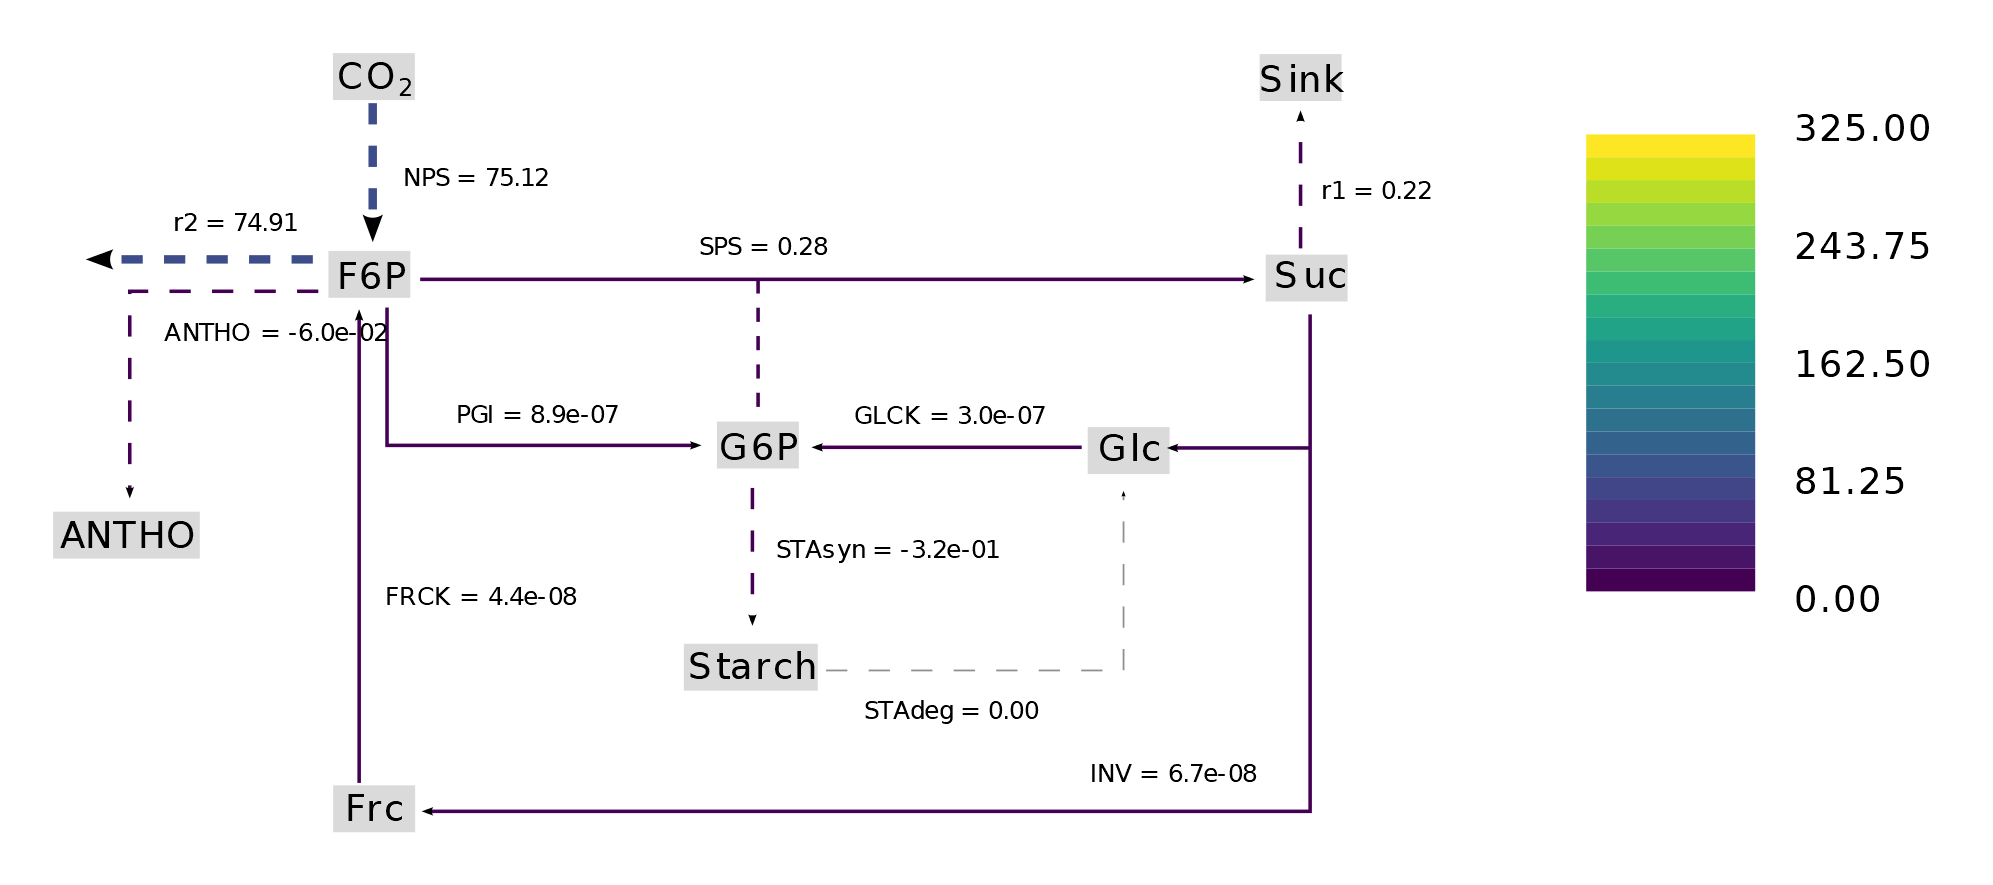 CO₂
Sink
325.00
NPS = 75.12
r1 = 0.22
r2 = 74.91
SPS = 0.28
243.75
F6P
Suc
ANTHO = -6.0e-02
162.50
PGI = 8.9e-07
GLCK = 3.0e-07
G6P
Glc
81.25
ANTHO
STAsyn = -3.2e-01
FRCK = 4.4e-08
0.00
Starch
STAdeg = 0.00
INV = 6.7e-08
Frc